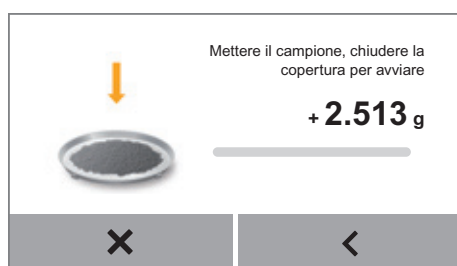 Mettere il campione, chiudere la
copertura per avviare
+ 2.513 g